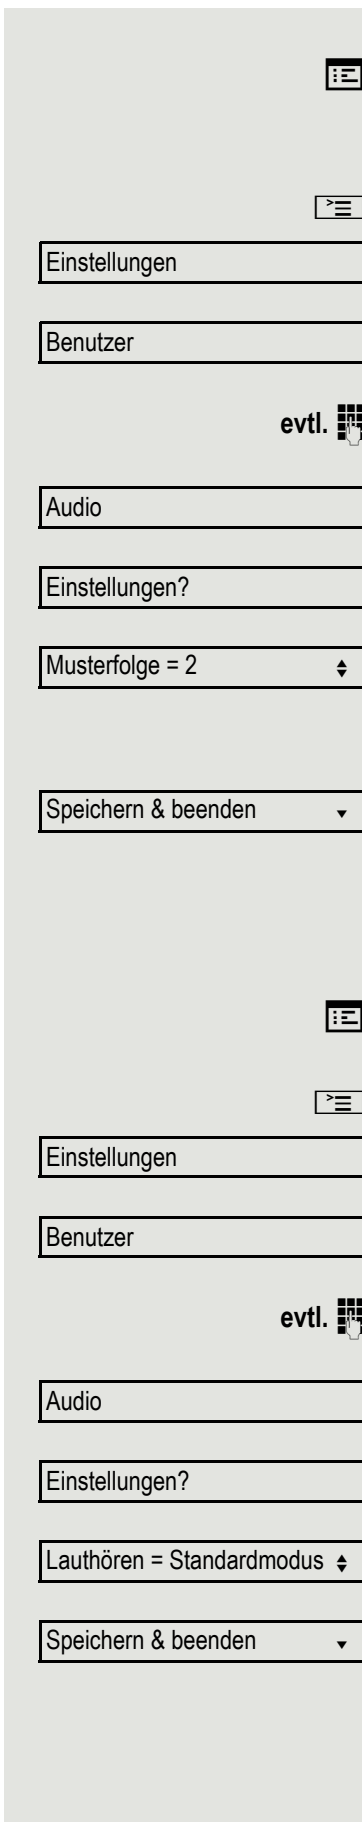 Einstellungen
Benutzer
evtl.
Audio
Einstellungen?
Musterfolge = 2
Speichern & beenden
Einstellungen
Benutzer
evtl.
Audio
Einstellungen?
Lauthören = Standardmodus
Speichern & beenden